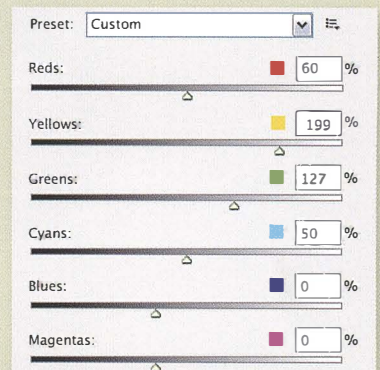 Preset: Custom
Reds: 60 %
Yellows: 199 %
Greens: 127 %
Cyans: 50 %
Blues: 0 %
Magentas: 0 %